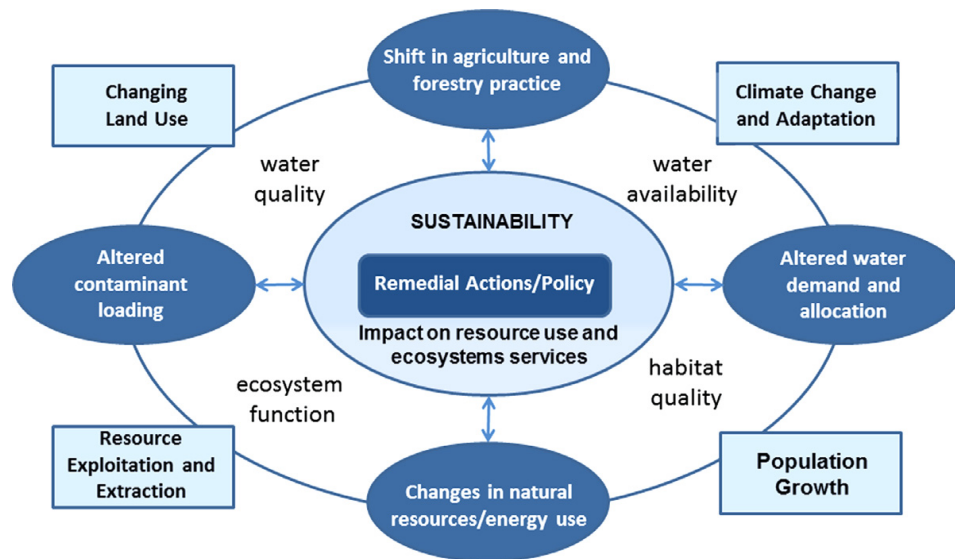 Shift in agriculture and
forestry practice
Changing
Land Use
Climate Change
and Adaptation
water
quality
water
availability
SUSTAINABILITY
Altered
contaminant
loading
Remedial Actions/Policy
Altered water
demand and
allocation
Impact on resource use and
ecosystems services
ecosystem
function
habitat
quality
Resource
Exploitation and
Extraction
Population
Growth
Changes in natural
resources/energy use